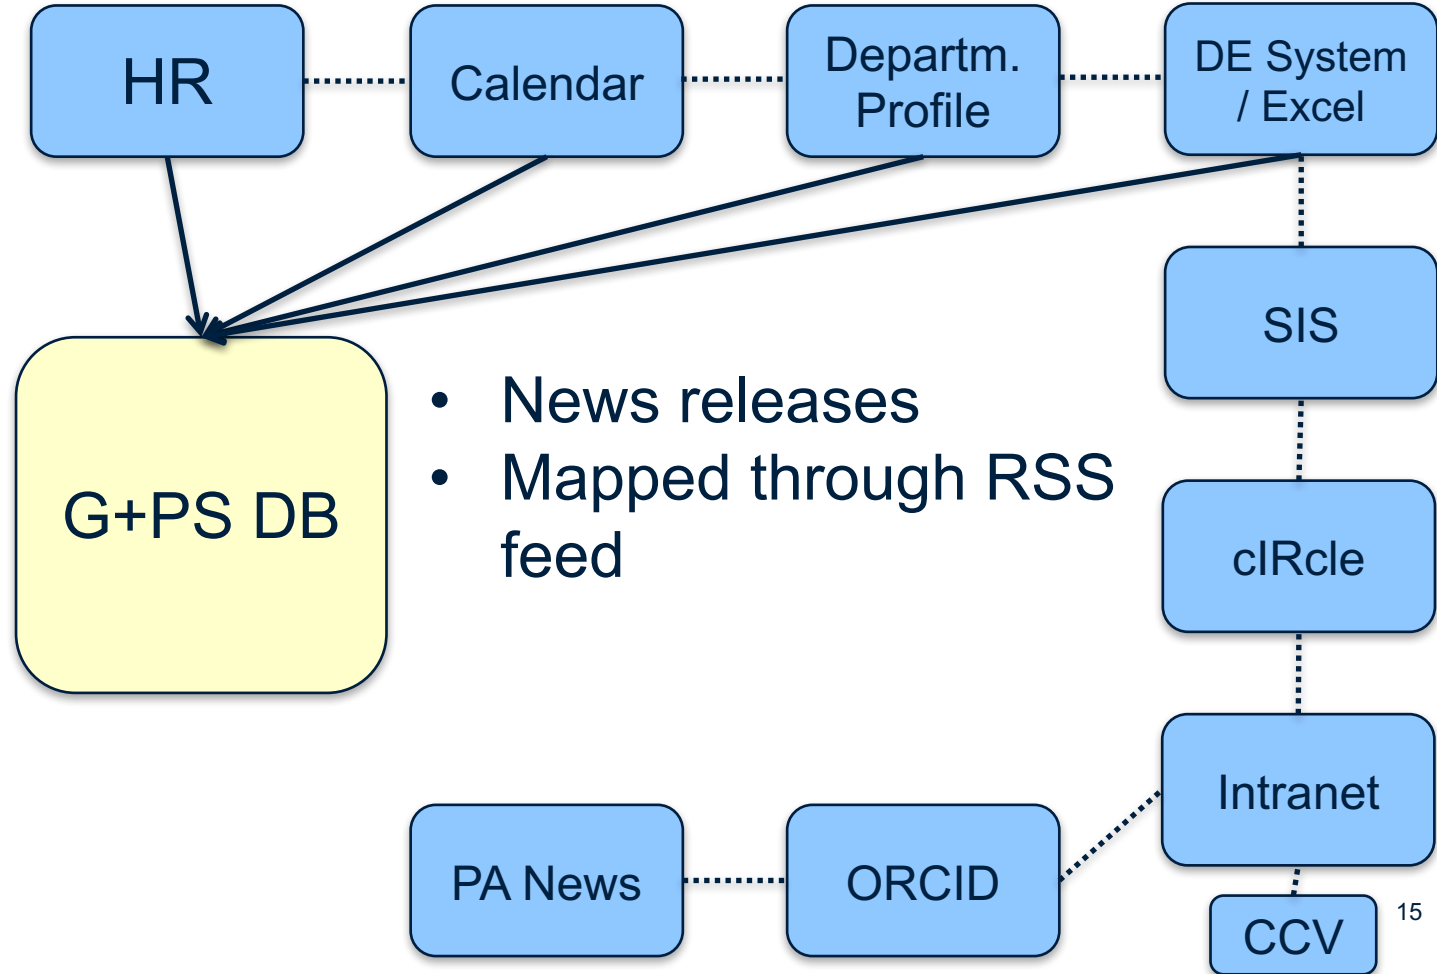 HR
Calendar
Departm.
Profile
DE System
/ Excel
SIS
G+PS DB
• News releases
• Mapped through RSS
feed
cIRcle
Intranet
PA News
ORCID
CCV
15